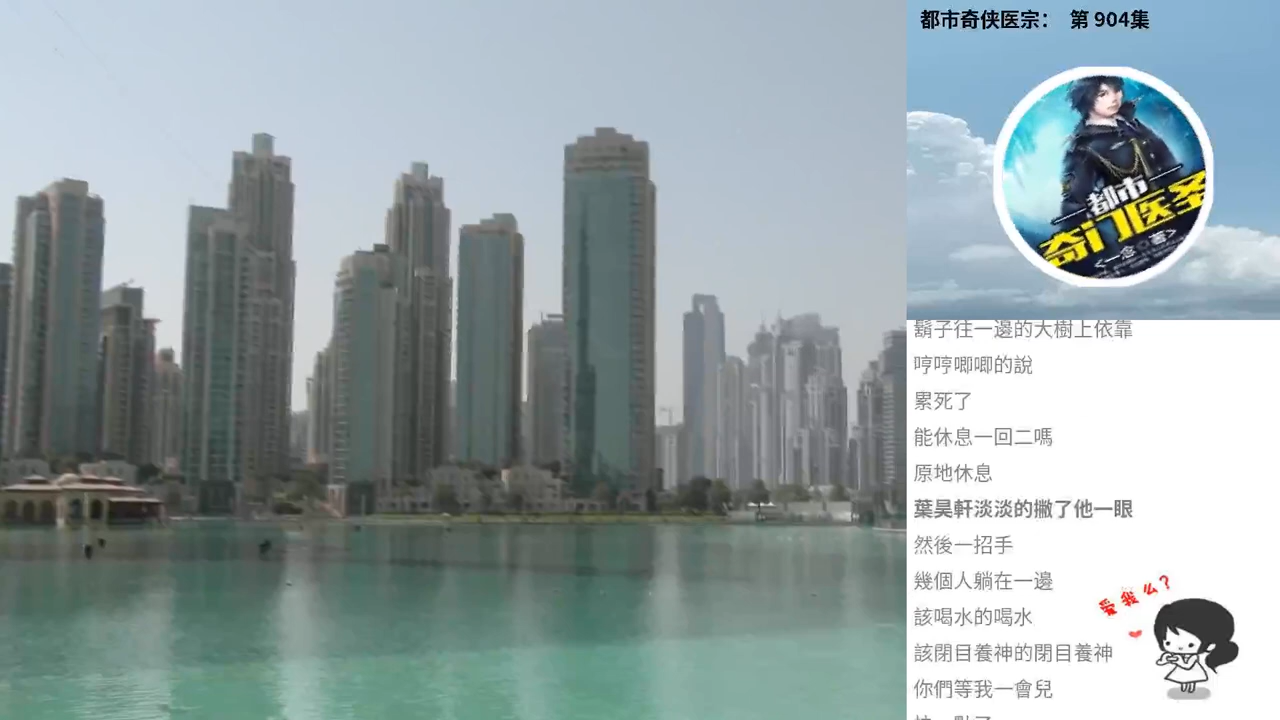 都市奇侠医宗： 第 904集
都市
奇门医圣
<一念 著>
鬍子往一邊的大樹上依靠
哼哼唧唧的說
累死了
能休息一回二嗎
原地休息
葉昊軒淡淡的撇了他一眼
然後一招手
幾個人躺在一邊
爱我么？
該喝水的喝水
該閉目養神的閉目養神
你們等我一會兒